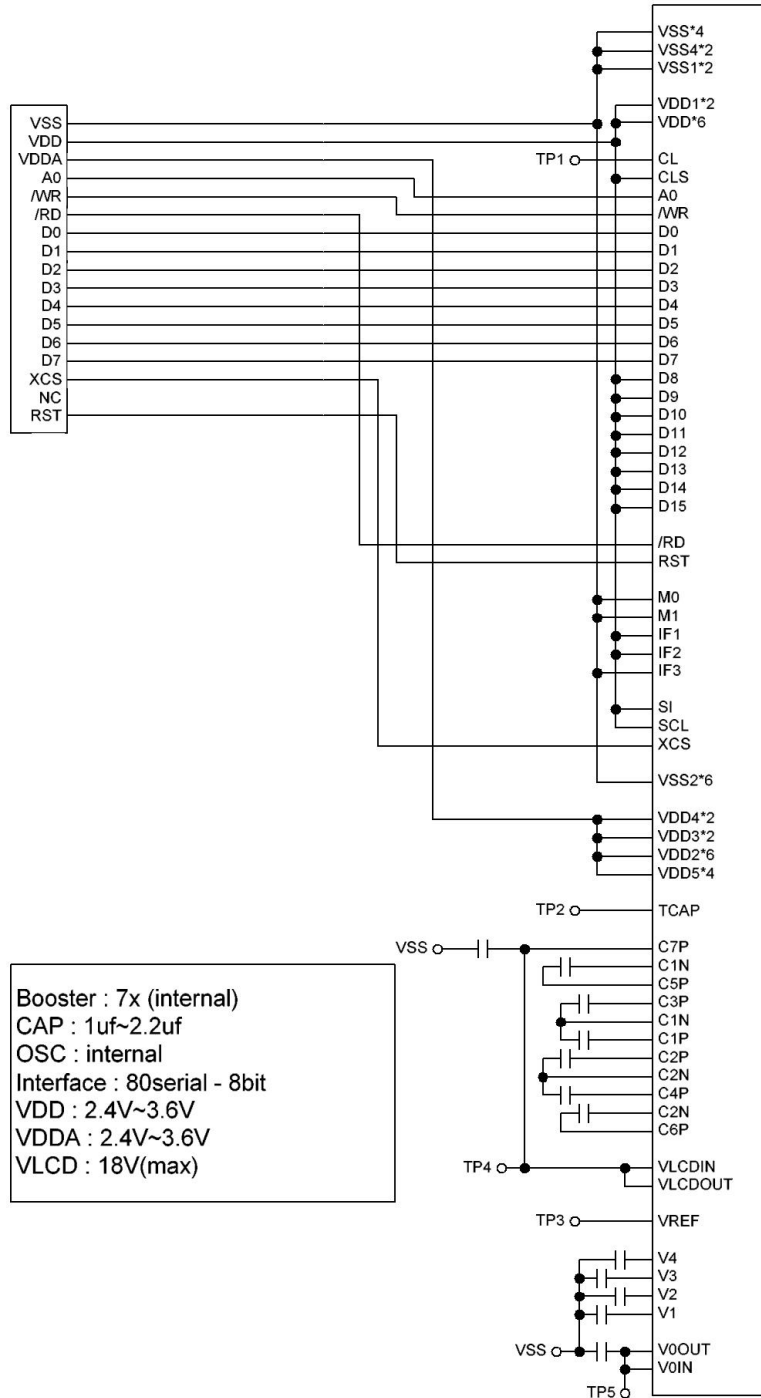 VSS
VDD
VDDA
A0
/WR
/RD
D0
D1
D2
D3
D4
D5
D6
D7
XCS
NC
RST
VSS*4
VSS4*2
VSS1*2
VDD1*2
VDD*6
TP1 CL
CLS
A0
/WR
D0
D1
D2
D3
D4
D5
D6
D7
D8
D9
D10
D11
D12
D13
D14
D15
/RD
RST
M0
M1
IF1
IF2
IF3
SI
SCL
XCS
VSS2*6
VDD4*2
VDD3*2
VDD2*6
VDD5*4
TP2 TCAP
VSS C7P
C1N
C5P
C3P
C1N
C1P
C2P
C2N
C4P
C2N
C6P
TP4 VLCDIN
VLCDOUT
TP3 VREF
V4
V3
V2
V1
VSS V0OUT
V0IN
TP5
Booster : 7x (internal)
CAP : 1uf~2.2uf
OSC : internal
Interface : 80serial - 8bit
VDD : 2.4V~3.6V
VDDA : 2.4V~3.6V
VLCD : 18V(max)